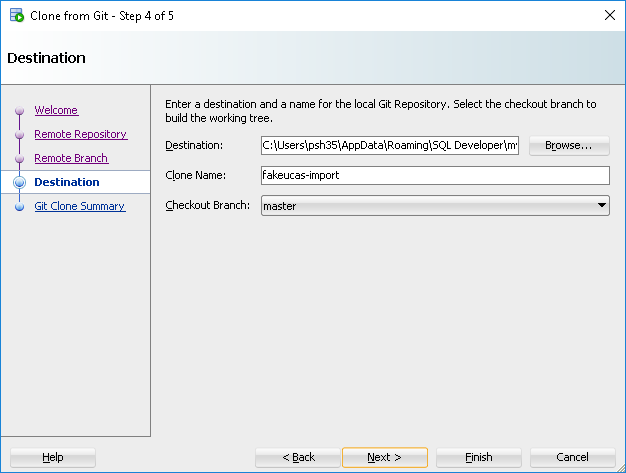 Clone from Git - Step 4 of 5
Destination
Welcome
Remote Repository
Remote Branch
Destination
Git Clone Summary
Enter a destination and a name for the local Git Repository. Select the checkout branch to
build the working tree.
Destination: C:\Users\psh35\AppData\Roaming\SQL Developer\my Browse...
Clone Name: fakeucas-import
Checkout Branch: master
Help < Back Next > Finish Cancel